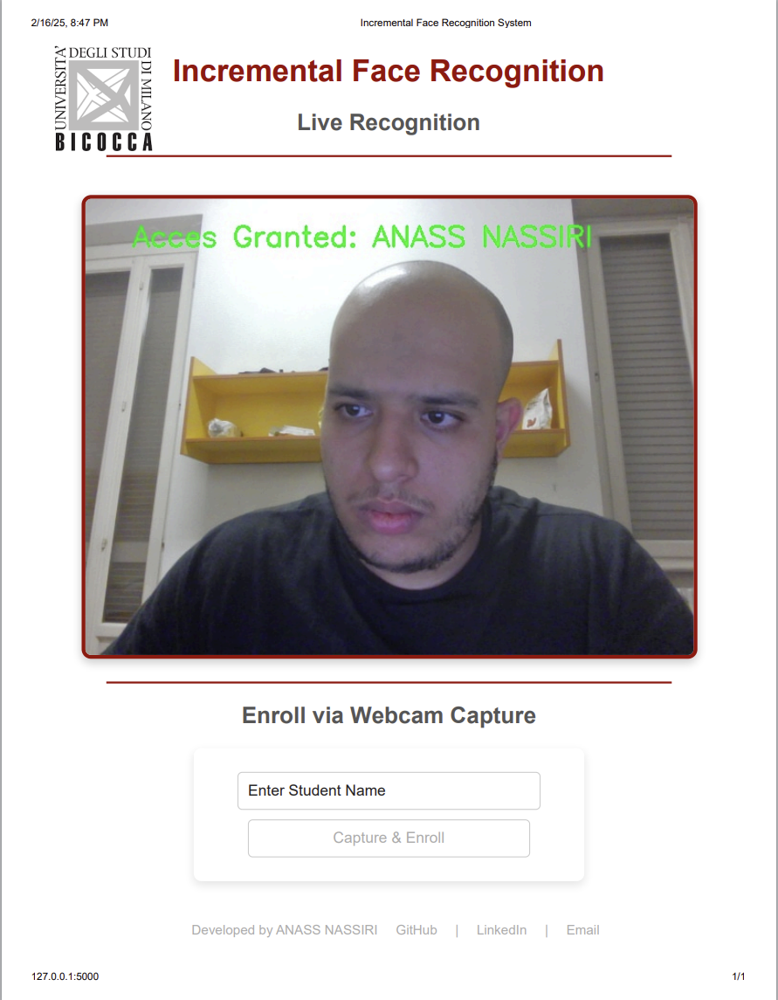 2/16/25, 8:47 PM
Incremental Face Recognition System
UNIVERSITA' DEGLI STUDI DI MILANO
BICOCCA
Incremental Face Recognition
Live Recognition
Acces Granted: ANASS NASSIRI
Enroll via Webcam Capture
Enter Student Name
Capture & Enroll
Developed by ANASS NASSIRI GitHub | LinkedIn | Email
127.0.0.1:5000
1/1